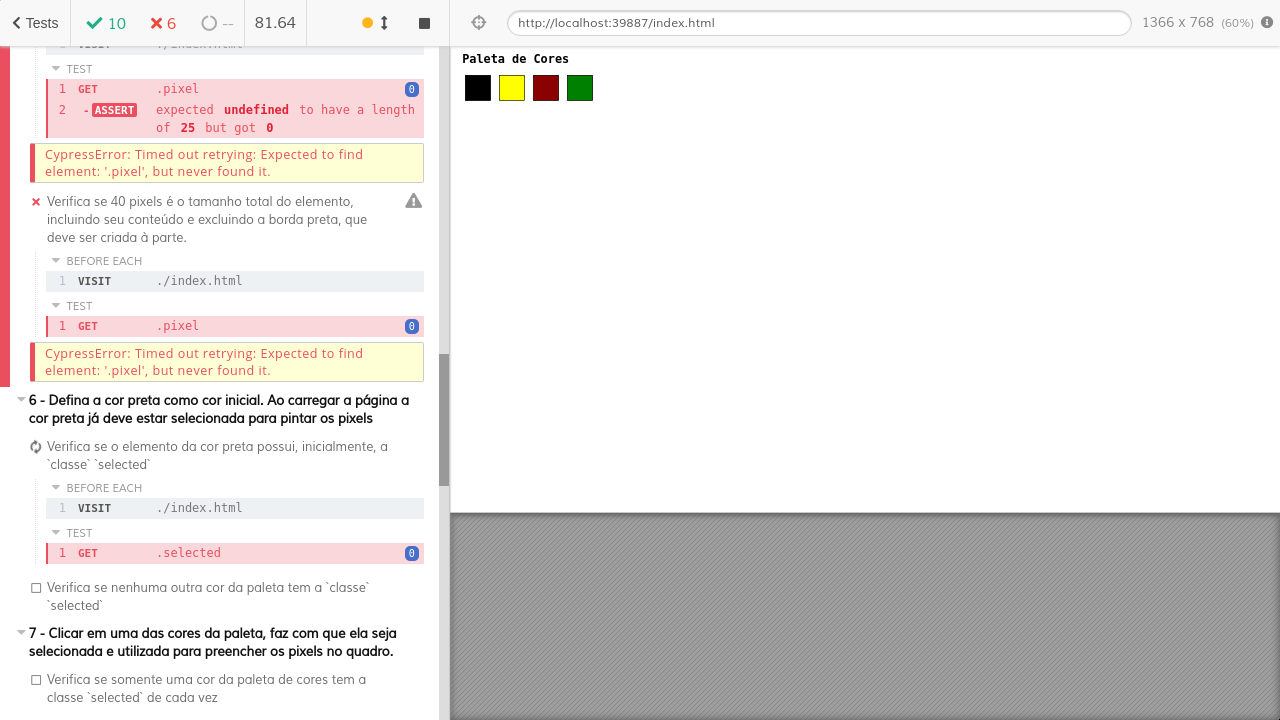 Tests
10
6
--
81.64
http://localhost:39887/index.html
1366 x 768 (60%)
TEST
1 GET .pixel 0
2 -ASSERT expected undefined to have a length
of 25 but got 0
CypressError: Timed out retrying: Expected to find
element: '.pixel', but never found it.
Verifica se 40 pixels é o tamanho total do elemento,
incluindo seu conteúdo e excluindo a borda preta, que
deve ser criada à parte.
BEFORE EACH
1 VISIT ./index.html
TEST
1 GET .pixel 0
CypressError: Timed out retrying: Expected to find
element: '.pixel', but never found it.
6 - Defina a cor preta como cor inicial. Ao carregar a página a
cor preta já deve estar selecionada para pintar os pixels
Verifica se o elemento da cor preta possui, inicialmente, a
`classe` `selected`
BEFORE EACH
1 VISIT ./index.html
TEST
1 GET .selected 0
Verifica se nenhuma outra cor da paleta tem a `classe`
`selected`
7 - Clicar em uma das cores da paleta, faz com que ela seja
selecionada e utilizada para preencher os pixels no quadro.
Verifica se somente uma cor da paleta de cores tem a
classe `selected` de cada vez
Paleta de Cores